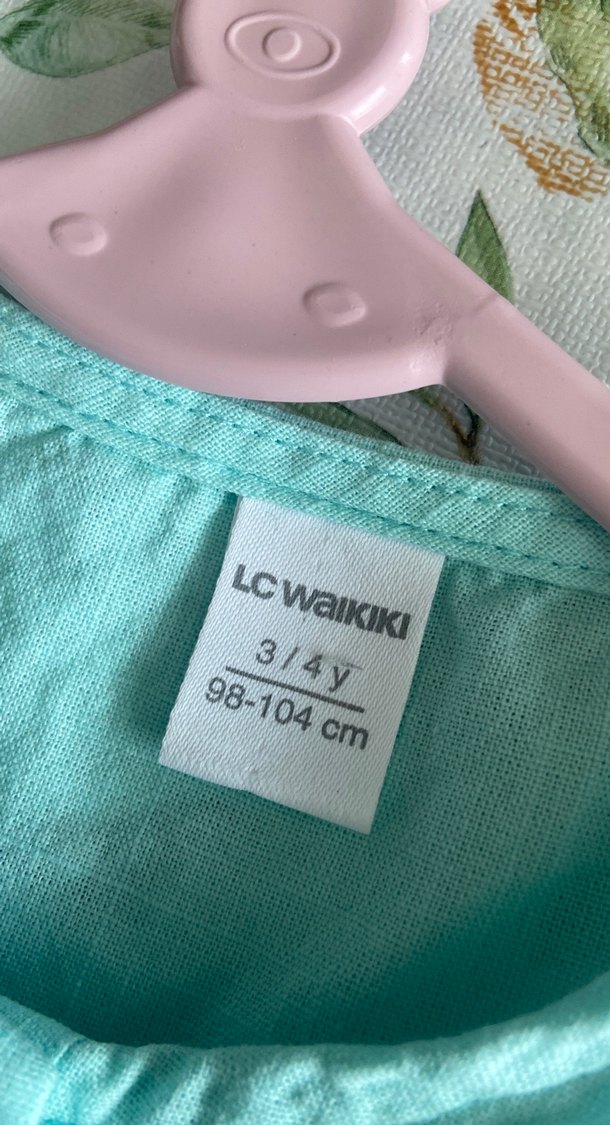 LC WAIKIKI
3 / 4 y
98-104 cm